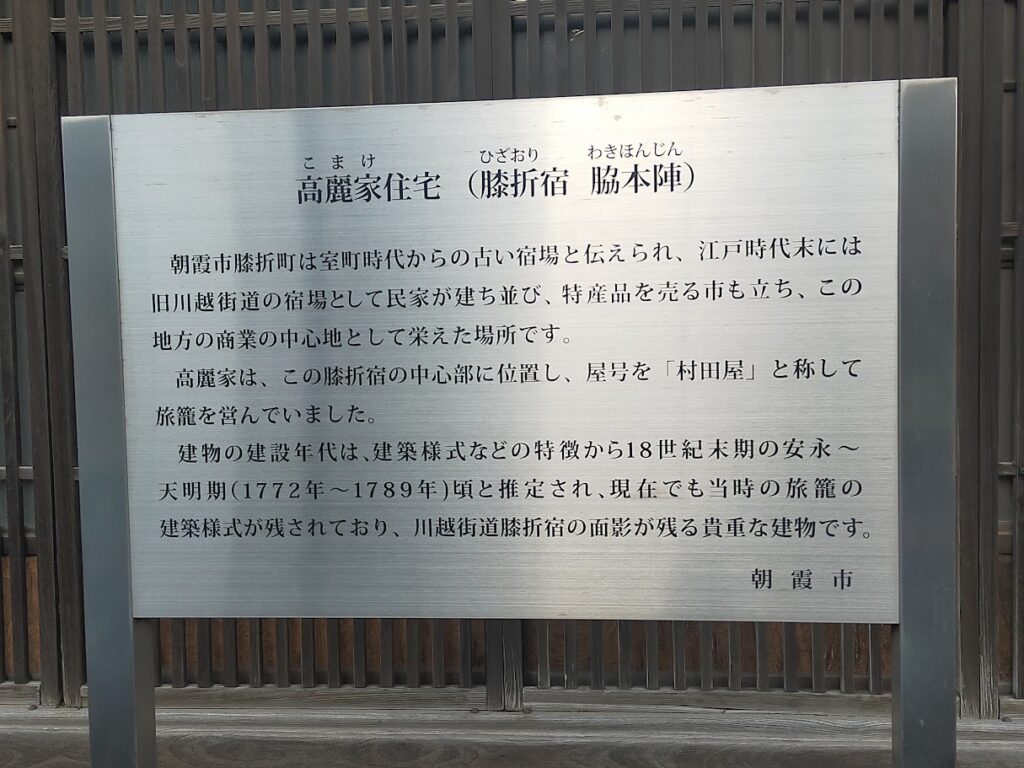 こまけ ひざおり わきほんじん
高麗家住宅（膝折宿 脇本陣）
朝霞市膝折町は室町時代からの古い宿場と伝えられ、江戸時代末には
旧川越街道の宿場として民家が建ち並び、特産品を売る市も立ち、この
地方の商業の中心地として栄えた場所です。
高麗家は、この膝折宿の中心部に位置し、屋号を「村田屋」と称して
旅籠を営んでいました。
建物の建設年代は、建築様式などの特徴から18世紀末期の安永～
天明期(1772年～1789年)頃と推定され、現在でも当時の旅籠の
建築様式が残されており、川越街道膝折宿の面影が残る貴重な建物です。
朝霞市